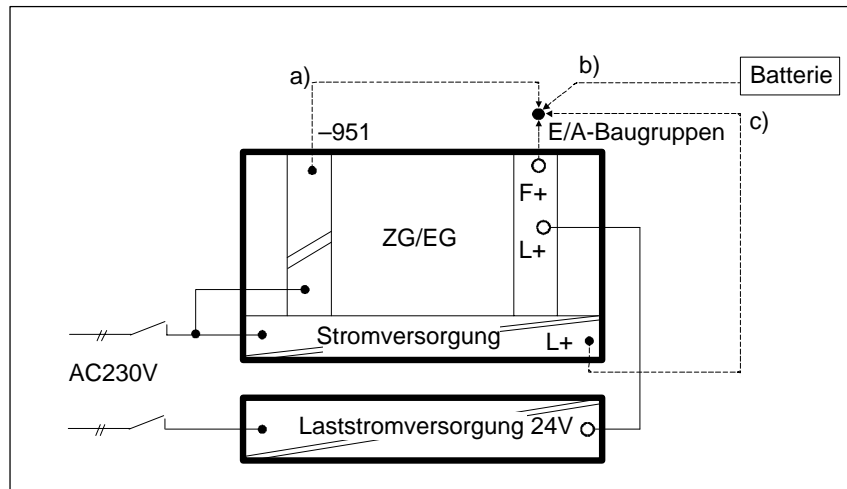 a)
b)
Batterie
–951
E/A-Baugruppen
c)
F+
ZG/EG
L+
Stromversorgung
L+
AC230V
Laststromversorgung 24V